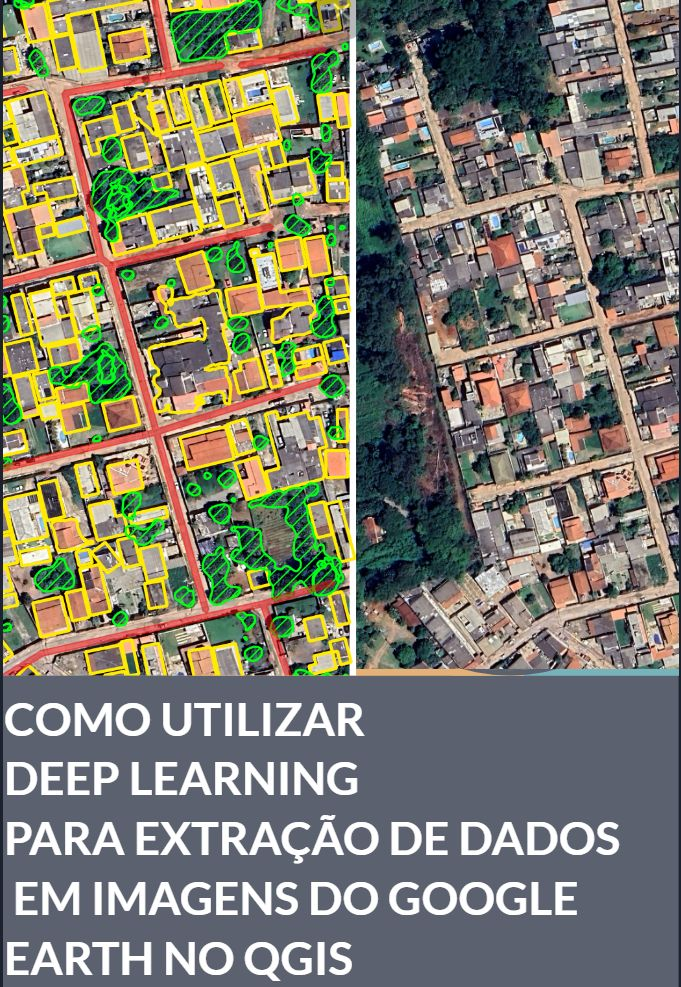 COMO UTILIZAR
DEEP LEARNING
PARA EXTRAÇÃO DE DADOS
EM IMAGENS DO GOOGLE
EARTH NO QGIS